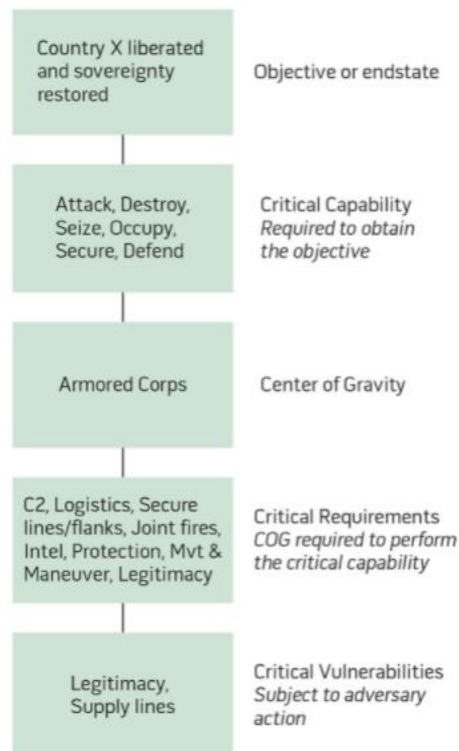 Country X liberated
and sovereignty
restored
Objective or endstate
Attack, Destroy,
Seize, Occupy,
Secure, Defend
Critical Capability
Required to obtain
the objective
Armored Corps
Center of Gravity
C2, Logistics, Secure
lines/flanks, Joint fires,
Intel, Protection, Mvt &
Maneuver, Legitimacy
Critical Requirements
COG required to perform
the critical capability
Legitimacy,
Supply lines
Critical Vulnerabilities
Subject to adversary
action